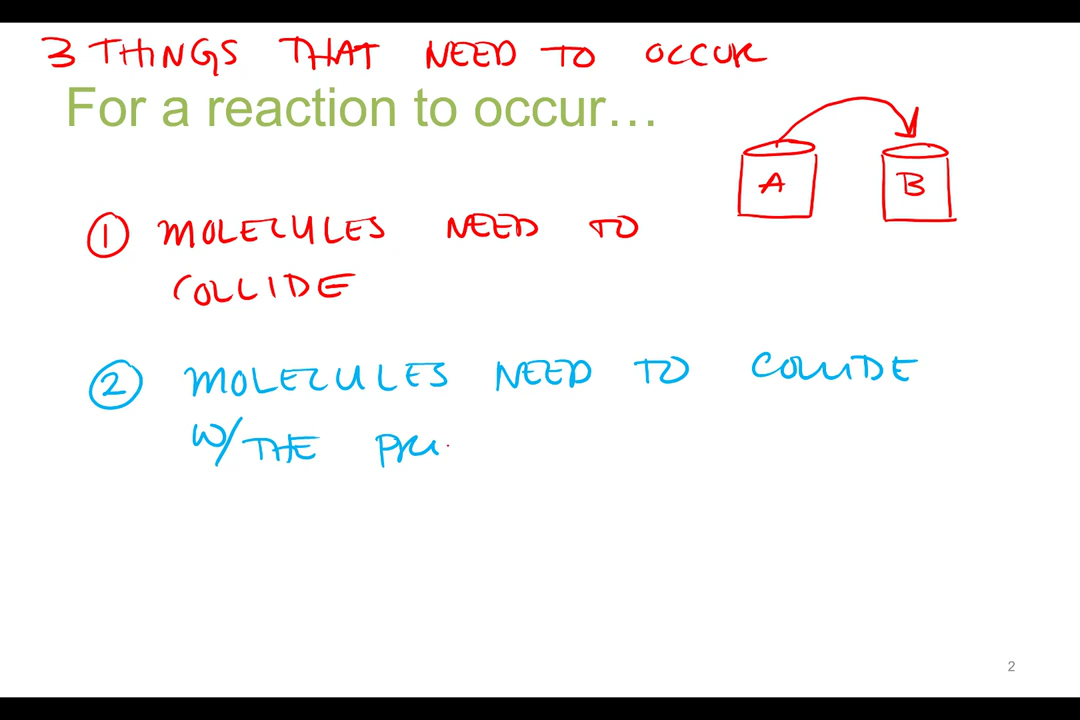 3 THINGS THAT NEED TO OCCUR
For a reaction to occur…
A B
① MOLECULES NEED TO
COLLIDE
② MOLECULES NEED TO COLLIDE
W/ THE
2